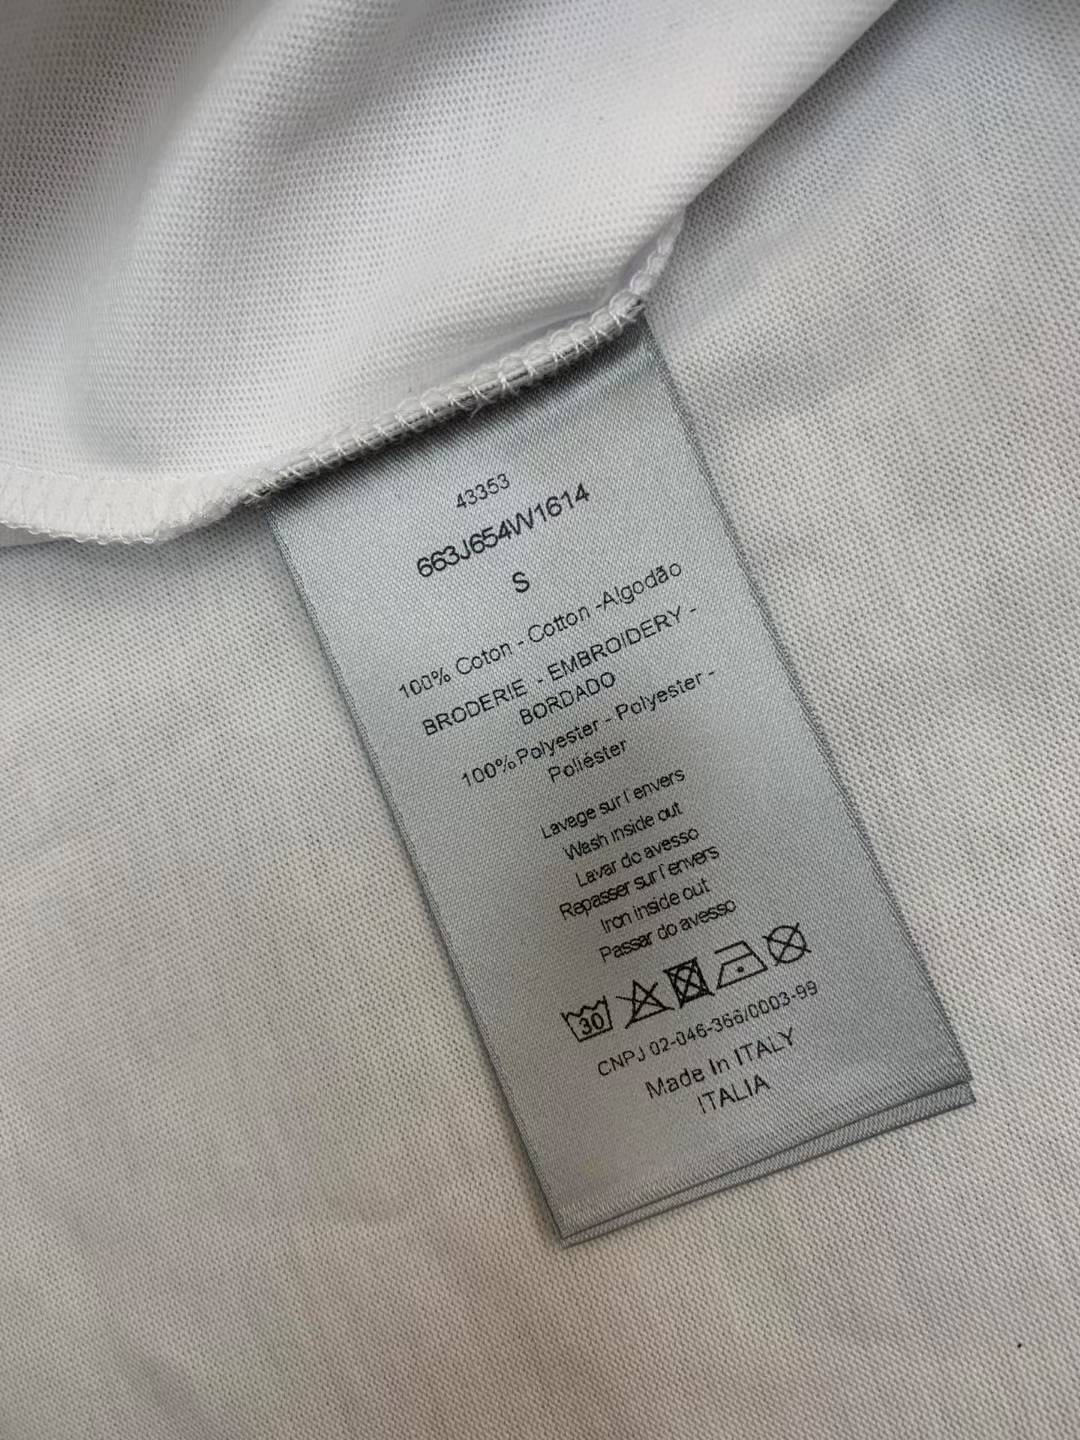 43353
663J654W1614
S
100% Coton - Cotton -Algodão
BRODERIE - EMBROIDERY -
BORDADO
100% Polyester - Polyester -
Poliéster
Lavage sur l'envers
Wash inside out
Lavar do avesso
Repasser sur l'envers
Iron inside out
Passar do avesso
30
CNPJ 02-046-366/0003-99
Made In ITALY
ITALIA